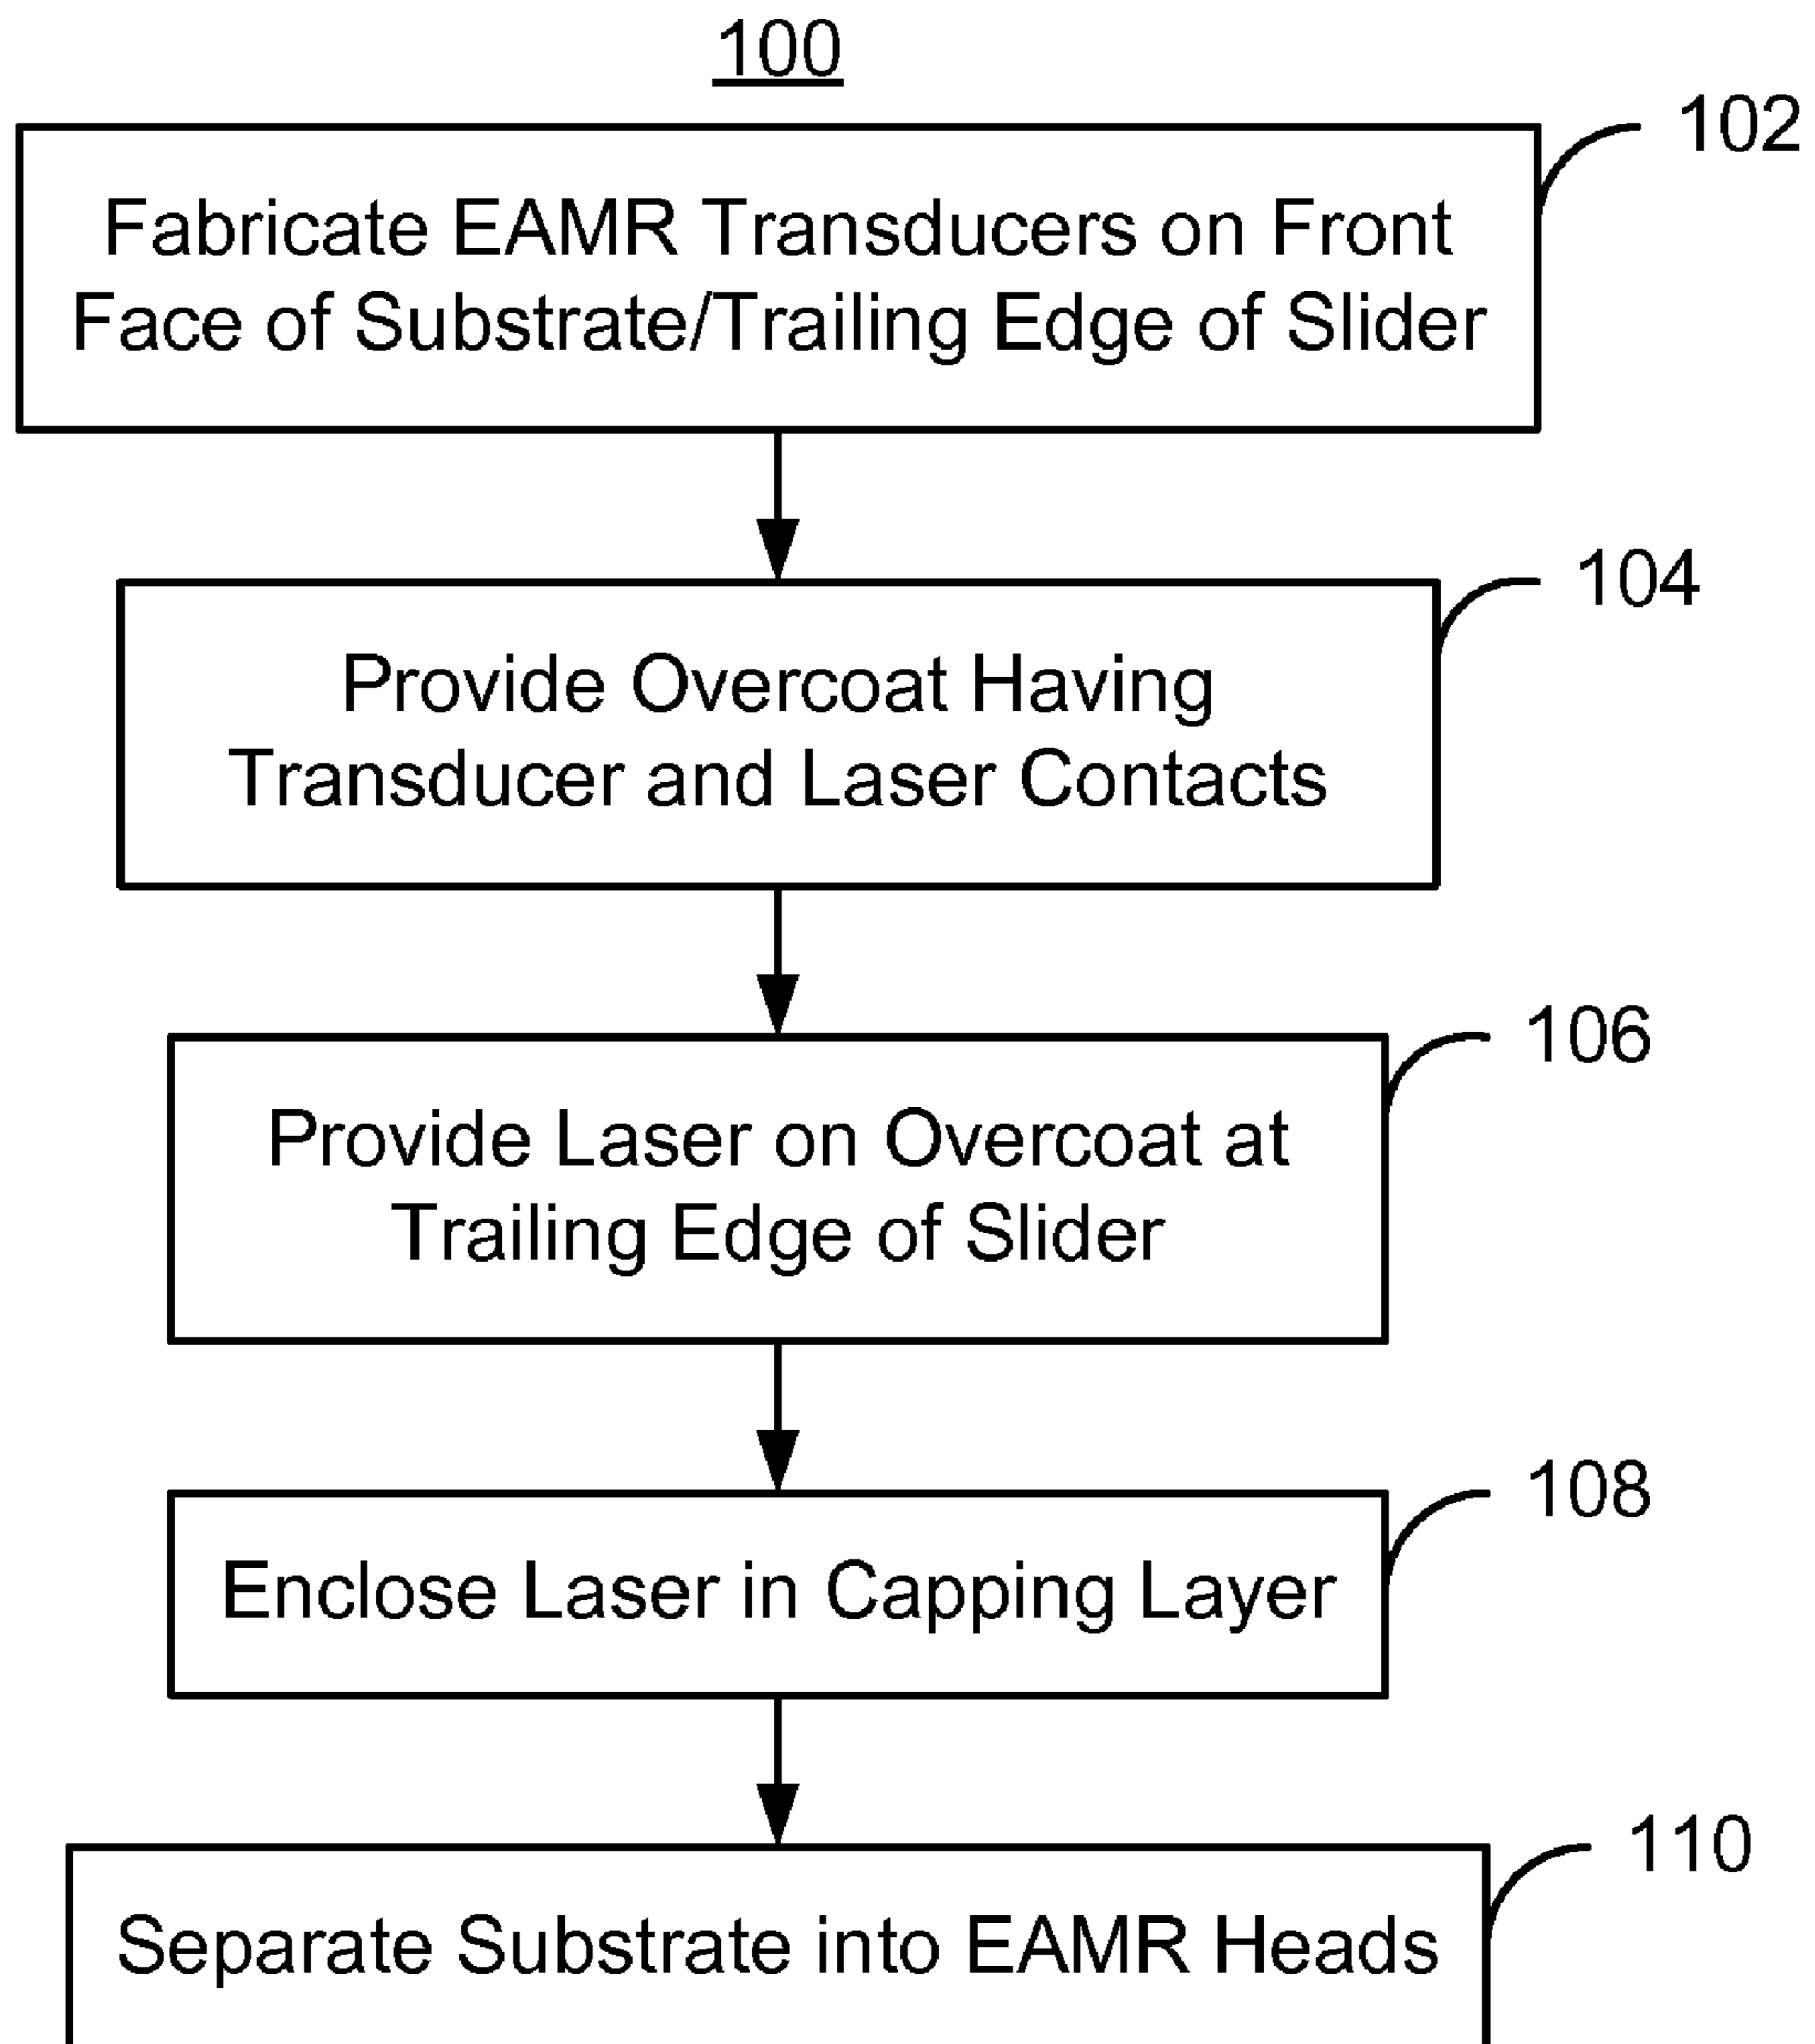 100
102
Fabricate EAMR Transducers on Front
Face of Substrate/Trailing Edge of Slider
104
Provide Overcoat Having
Transducer and Laser Contacts
106
Provide Laser on Overcoat at
Trailing Edge of Slider
108
Enclose Laser in Capping Layer
110
Separate Substrate into EAMR Heads